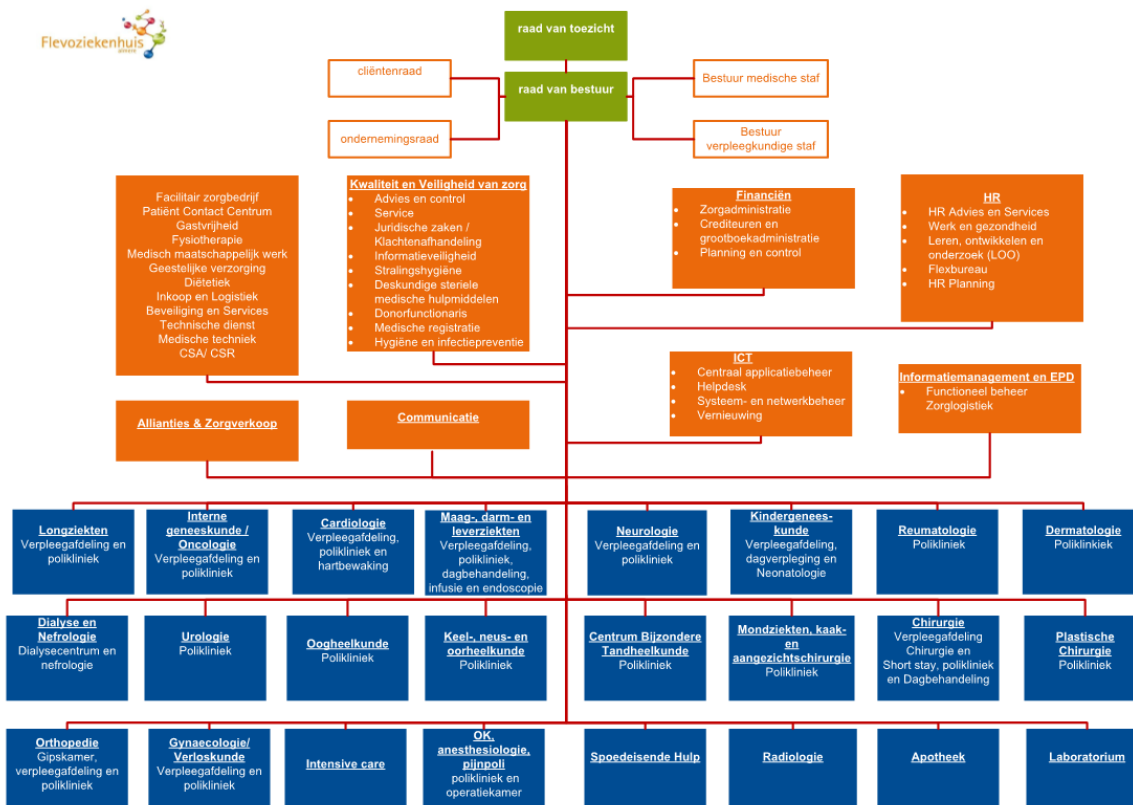 Flevoziekenhuis
almere
raad van toezicht
raad van bestuur
cliëntenraad
ondernemingsraad
Bestuur medische staf
Bestuur
verpleegkundige staf
Facilitair zorgbedrijf
Patiënt Contact Centrum
Gastvrijheid
Fysiotherapie
Medisch maatschappelijk werk
Geestelijke verzorging
Diëtetiek
Inkoop en Logistiek
Beveiliging en Services
Technische dienst
Medische techniek
CSA/ CSR
Kwaliteit en Veiligheid van zorg
• Advies en control
• Service
• Juridische zaken /
Klachtenafhandeling
• Informatieveiligheid
• Stralingshygiëne
• Deskundige steriele
medische hulpmiddelen
• Donorfunctionaris
• Medische registratie
• Hygiëne en infectiepreventie
Financiën
• Zorgadministratie
• Crediteuren en
grootboekadministratie
• Planning en control
HR
• HR Advies en Services
• Werk en gezondheid
• Leren, ontwikkelen en
onderzoek (LOO)
• Flexbureau
• HR Planning
Allianties & Zorgverkoop
Communicatie
ICT
• Centraal applicatiebeheer
• Helpdesk
• Systeem- en netwerkbeheer
• Vernieuwing
Informatiemanagement en EPD
• Functioneel beheer
Zorglogistiek
Longziekten
Verpleegafdeling en
polikliniek
Interne
geneeskunde /
Oncologie
Verpleegafdeling en
polikliniek
Cardiologie
Verpleegafdeling,
polikliniek en
hartbewaking
Maag-, darm- en
leverziekten
Verpleegafdeling,
polikliniek,
dagbehandeling,
infusie en endoscopie
Neurologie
Verpleegafdeling en
polikliniek
Kindergenees-
kunde
Verpleegafdeling,
dagverpleging en
Neonatologie
Reumatologie
Polikliniek
Dermatologie
Poliklinkiek
Dialyse en
Nefrologie
Dialysecentrum en
nefrologie
Urologie
Polikliniek
Oogheelkunde
Polikliniek
Keel-, neus- en
oorheelkunde
Polikliniek
Centrum Bijzondere
Tandheelkunde
Polikliniek
Mondziekten, kaak-
en
aangezichtschirurgie
Polikliniek
Chirurgie
Verpleegafdeling
Chirurgie en
Short stay, polikliniek
en Dagbehandeling
Plastische
Chirurgie
Polikliniek
Orthopedie
Gipskamer,
verpleegafdeling en
polikliniek
Gynaecologie/
Verloskunde
Verpleegafdeling en
polikliniek
Intensive care
OK,
anesthesiologie,
pijnpoli
polikliniek en
operatiekamer
Spoedeisende Hulp
Radiologie
Apotheek
Laboratorium